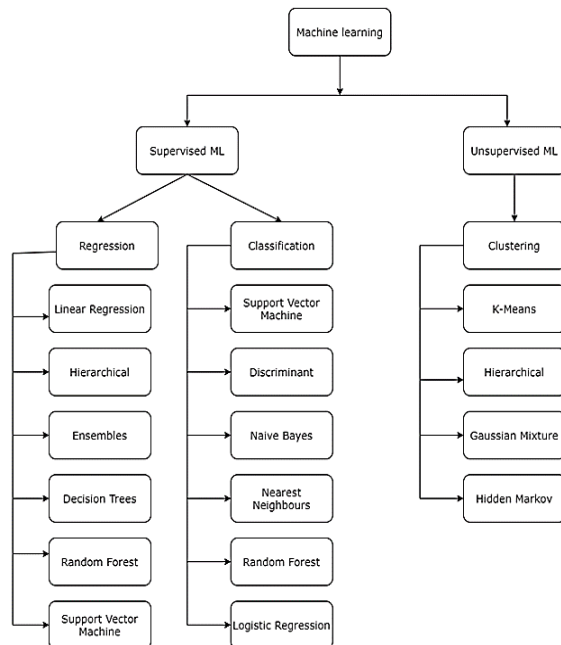 Machine learning
Supervised ML
Unsupervised ML
Regression
Classification
Clustering
Linear Regression
Support Vector
Machine
K-Means
Hierarchical
Discriminant
Hierarchical
Ensembles
Naive Bayes
Gaussian Mixture
Decision Trees
Nearest
Neighbours
Hidden Markov
Random Forest
Random Forest
Support Vector
Machine
Logistic Regression